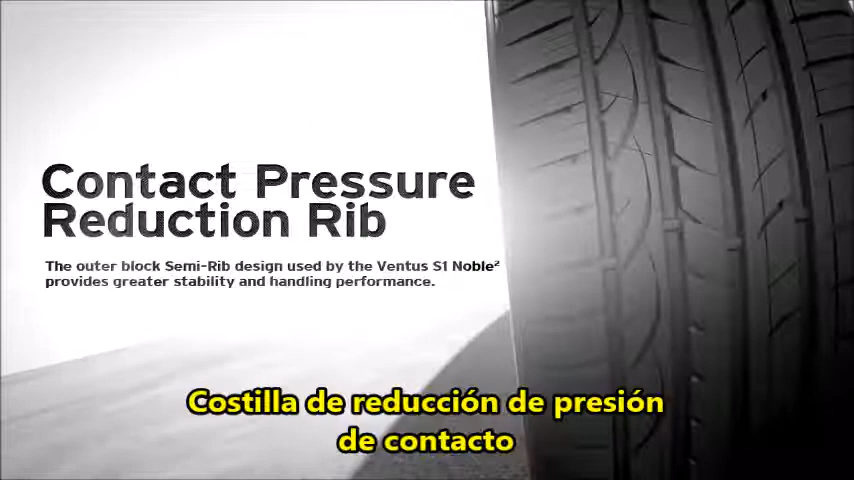 Contact Pressure
Reduction Rib
The outer block Semi-Rib design used by the Ventus S1 Noble²
provides greater stability and handling performance.
Costilla de reducción de presión
de contacto